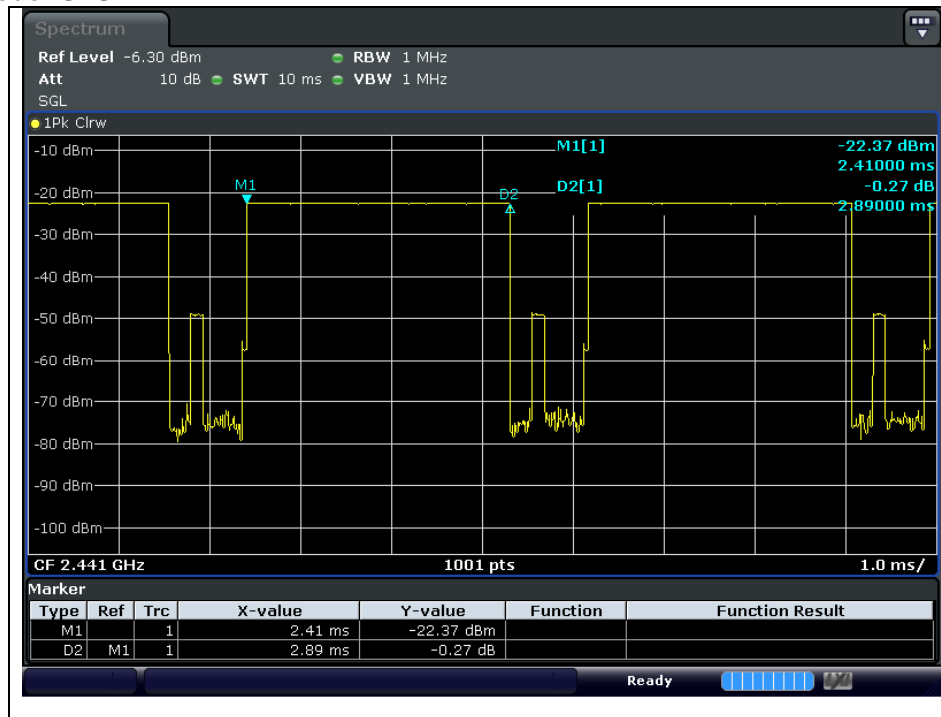 Spectrum
Ref Level -6.30 dBm RBW 1 MHz
Att 10 dB SWT 10 ms VBW 1 MHz
SGL
1Pk Clrw
M1[1] -22.37 dBm
2.41000 ms
D2[1] -0.27 dB
2.89000 ms
-10 dBm
M1
D2
-20 dBm
-30 dBm
-40 dBm
-50 dBm
-60 dBm
-70 dBm
-80 dBm
-90 dBm
-100 dBm
CF 2.441 GHz 1001 pts 1.0 ms/
Marker
Type Ref Trc X-value Y-value Function Function Result
M1 1 2.41 ms -22.37 dBm
D2 M1 1 2.89 ms -0.27 dB
Ready